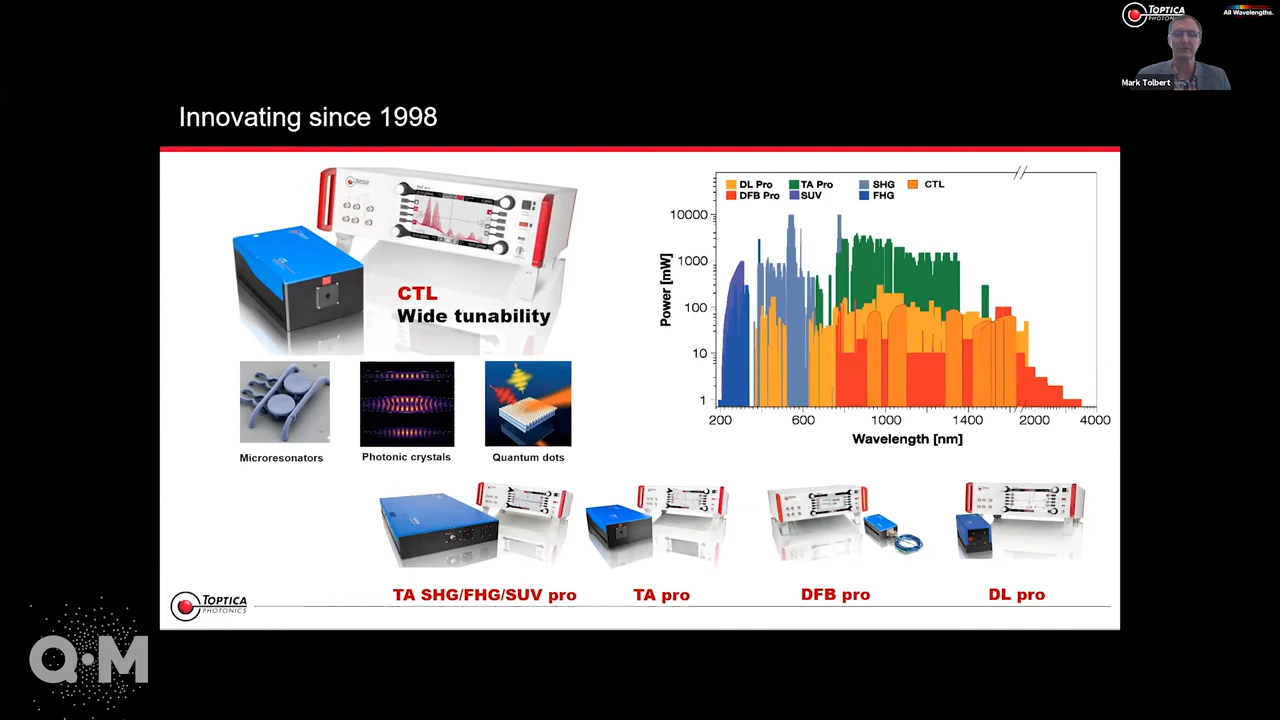 TOPTICA
PHOTONICS
All Wavelengths.
Mark Tolbert
Innovating since 1998
TOPTICA
CTL
Wide tunability
Microresonators
Photonic crystals
Quantum dots
DL Pro
TA Pro
SHG
CTL
DFB Pro
SUV
FHG
Power [mW]
10000
1000
100
10
1
200
600
1000
1400
2000
4000
Wavelength [nm]
TA SHG/FHG/SUV pro
TA pro
DFB pro
DL pro
TOPTICA
PHOTONICS
Q·M